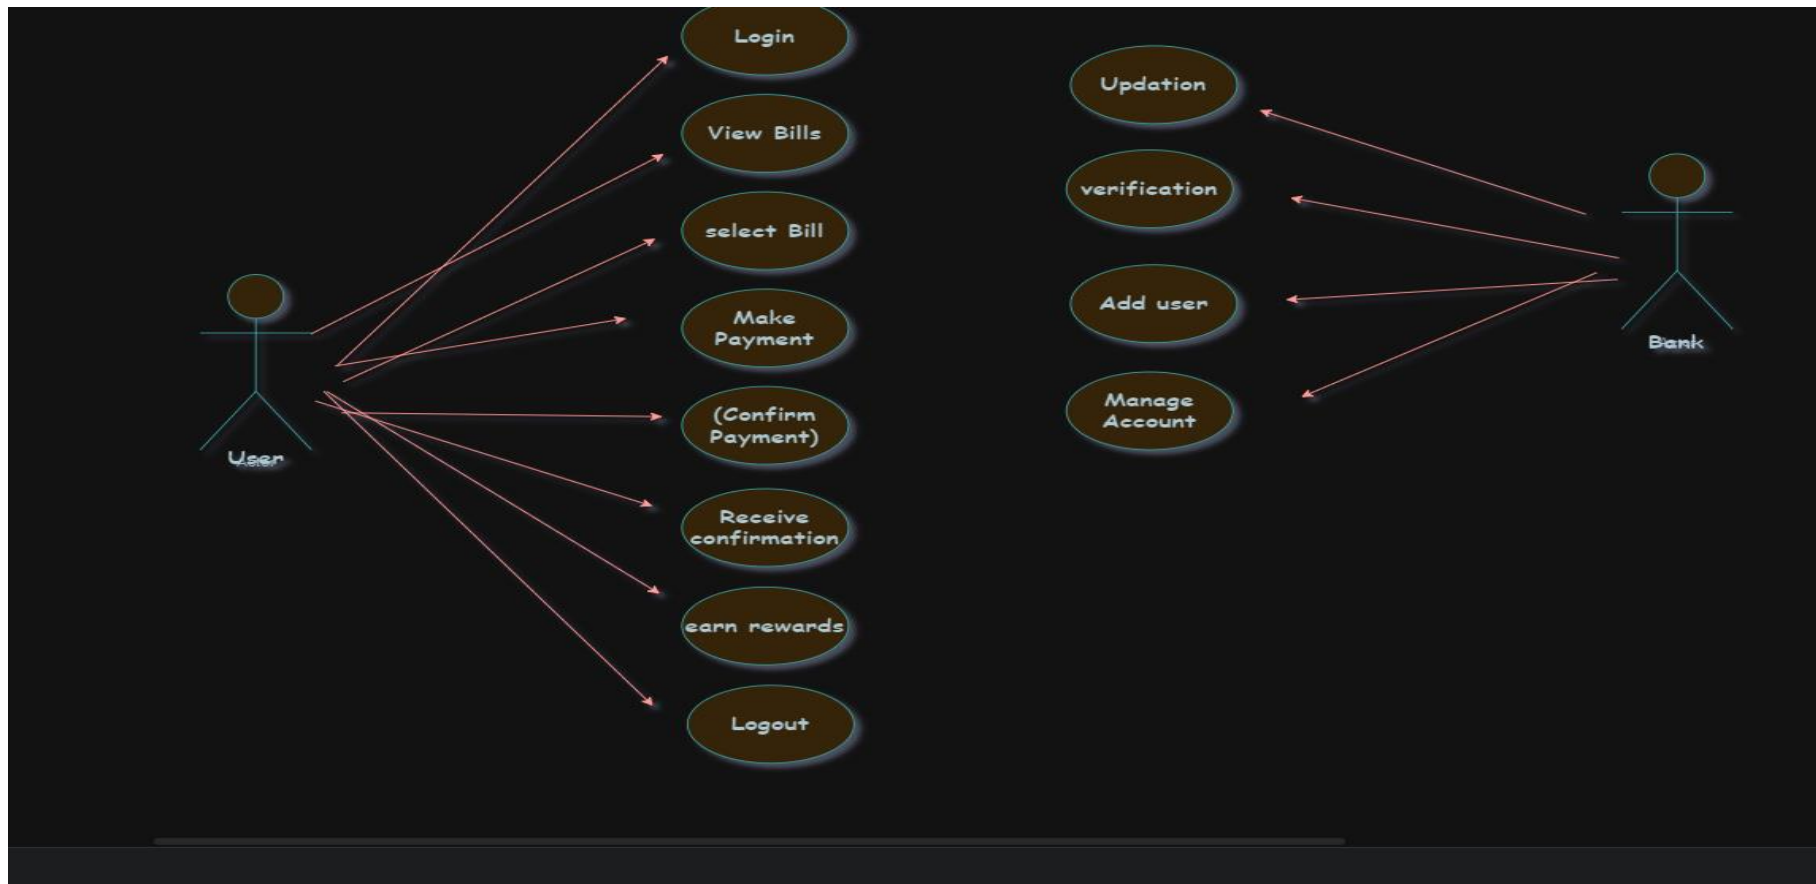 Login
View Bills
select Bill
Make
Payment
(Confirm
Payment)
Receive
confirmation
earn rewards
Logout
User
Updation
verification
Add user
Manage
Account
Bank